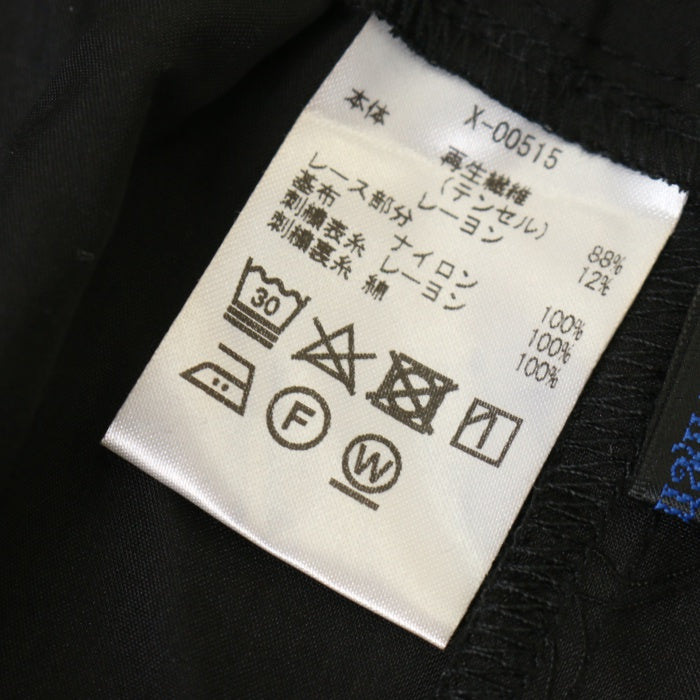 X-00515
本体 再生繊維
(テンセル) 88%
レーヨン 12%
レース部分
基布 ナイロン 100%
刺繍表糸 レーヨン 100%
刺繍裏糸 綿 100%
30
F
W